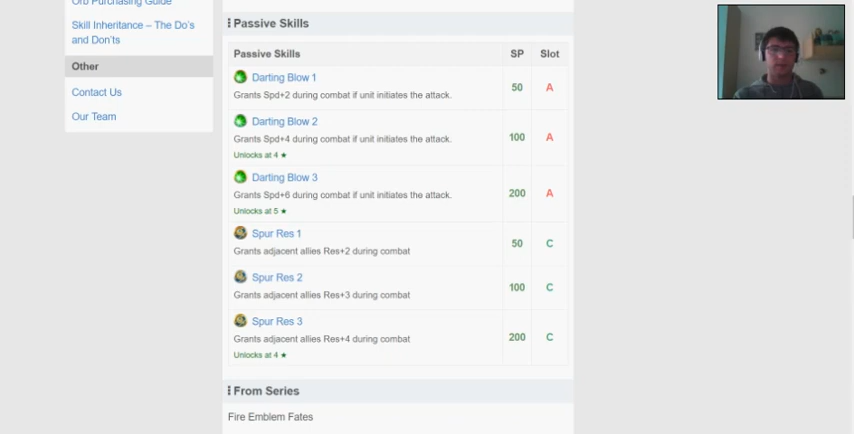 Orb Purchasing Guide
Skill Inheritance – The Do's
and Don'ts
Other
Contact Us
Our Team
Passive Skills
Passive Skills SP Slot
Darting Blow 1
Grants Spd+2 during combat if unit initiates the attack.
50 A
Darting Blow 2
Grants Spd+4 during combat if unit initiates the attack.
Unlocks at 4 ★
100 A
Darting Blow 3
Grants Spd+6 during combat if unit initiates the attack.
Unlocks at 5 ★
200 A
Spur Res 1
Grants adjacent allies Res+2 during combat
50 C
Spur Res 2
Grants adjacent allies Res+3 during combat
100 C
Spur Res 3
Grants adjacent allies Res+4 during combat
Unlocks at 4 ★
200 C
From Series
Fire Emblem Fates